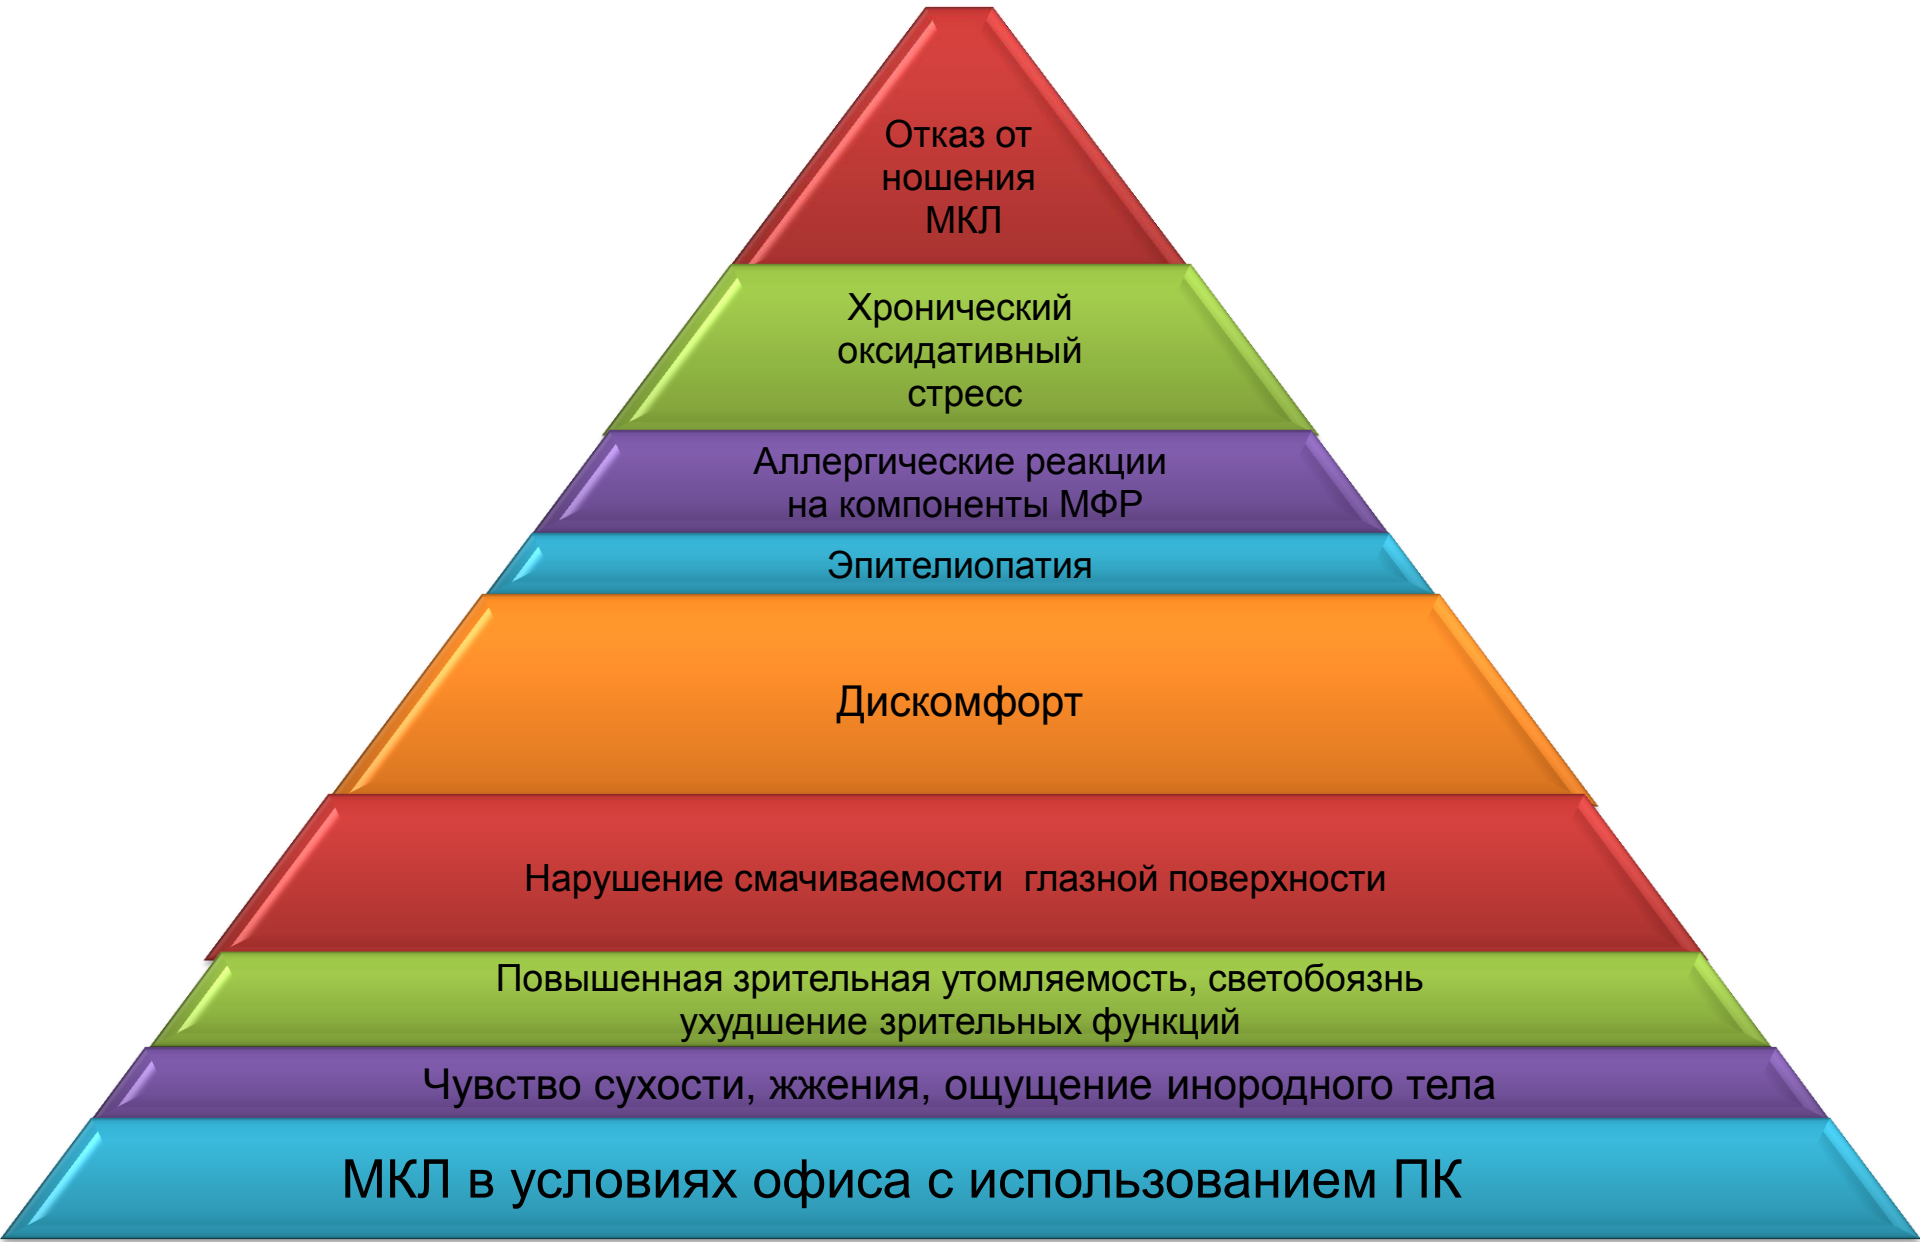 Отказ от
ношения
МКЛ
Хронический
оксидативный
стресс
Аллергические реакции
на компоненты МФР
Эпителиопатия
Дискомфорт
Нарушение смачиваемости  глазной поверхности
Повышенная зрительная утомляемость, светобоязнь
ухудшение зрительных функций
Чувство сухости, жжения, ощущение инородного тела
МКЛ в условиях офиса с использованием ПК